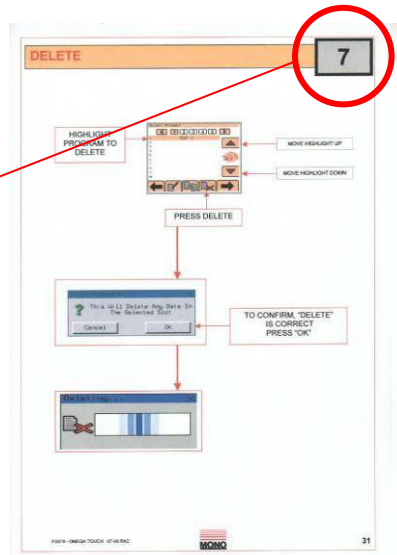 DELETE
7
HIGHLIGHT
PROGRAM TO
DELETE
MOVE HIGHLIGHT UP
MOVE HIGHLIGHT DOWN
PRESS DELETE
This Will Delete Any Data In
The Selected Slot
Cancel
OK
TO CONFIRM, "DELETE"
IS CORRECT
PRESS "OK"
Deleting...
MONO
31